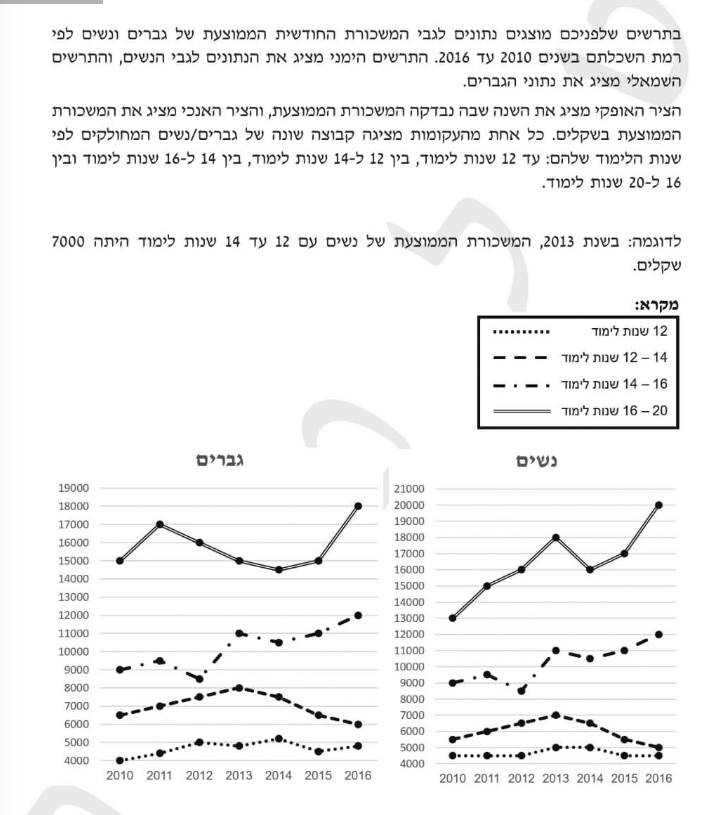 בתרשים שלפניכם מוצגים נתונים לגבי המשכורת החודשית הממוצעת של גברים ונשים לפי
רמת השכלתם בשנים 2010 עד 2016. התרשים הימני מציג את הנתונים לגבי הנשים, והתרשים
השמאלי מציג את נתוני הגברים.
הציר האופקי מציג את השנה שבה נבדקה המשכורת הממוצעת, והציר האנכי מציג את המשכורת
הממוצעת בשקלים. כל אחת מהעקומות מציגה קבוצה שונה של גברים/נשים המחולקים לפי
שנות הלימוד שלהם: עד 12 שנות לימוד, בין 12 ל-14 שנות לימוד, בין 14 ל-16 שנות לימוד ובין
16 ל-20 שנות לימוד.
לדוגמה: בשנת 2013, המשכורת הממוצעת של נשים עם 12 עד 14 שנות לימוד היתה 7000
שקלים.
מקרא:
12 שנות לימוד
14 – 12 שנות לימוד
16 – 14 שנות לימוד
20 – 16 שנות לימוד
נשים
21000
20000
19000
18000
17000
16000
15000
14000
13000
12000
11000
10000
9000
8000
7000
6000
5000
4000
2010 2011 2012 2013 2014 2015 2016
גברים
19000
18000
17000
16000
15000
14000
13000
12000
11000
10000
9000
8000
7000
6000
5000
4000
2010 2011 2012 2013 2014 2015 2016